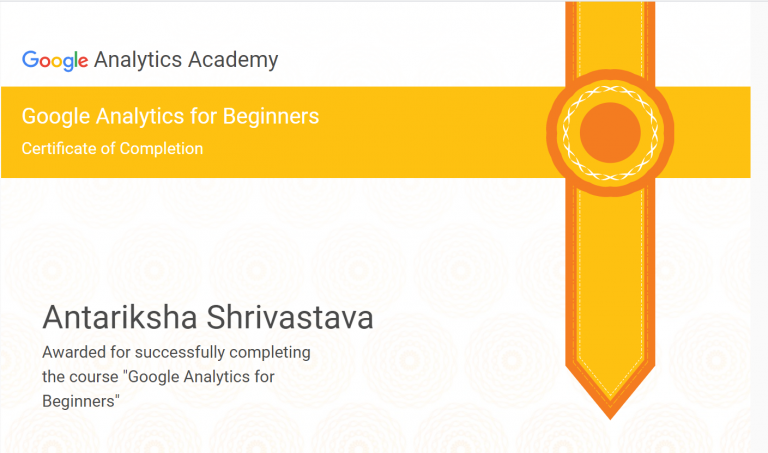 Google Analytics Academy
Google Analytics for Beginners
Certificate of Completion
Antariksha Shrivastava
Awarded for successfully completing
the course "Google Analytics for
Beginners"